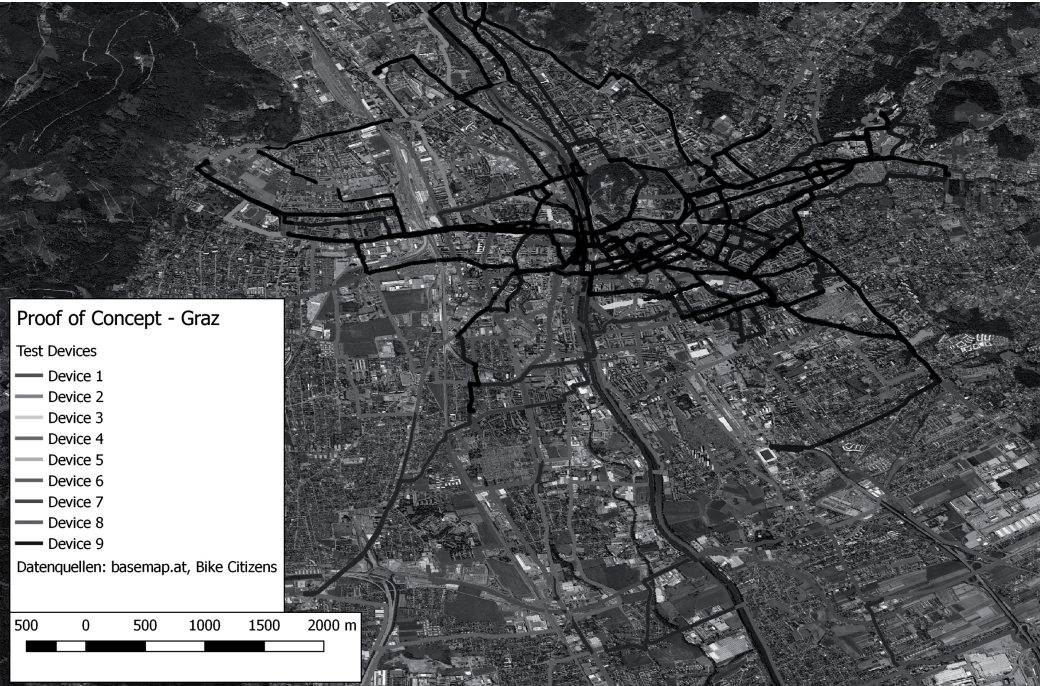 Proof of Concept - Graz
Test Devices
Device 1
Device 2
Device 3
Device 4
Device 5
Device 6
Device 7
Device 8
Device 9
Datenquellen: basemap.at, Bike Citizens
500 0 500 1000 1500 2000 m